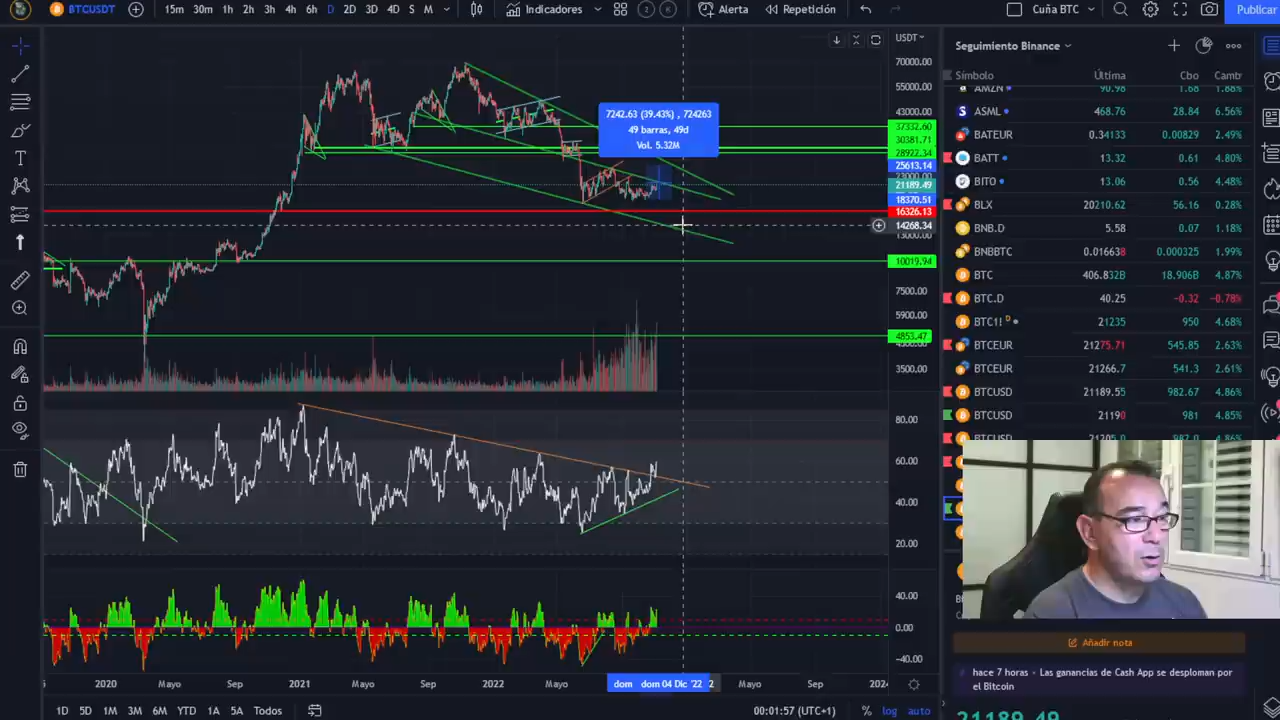 BTCUSDT 15m 30m 1h 2h 3h 4h 6h D 2D 3D 4D S M Indicadores 2 Alerta Repetición Cuña BTC Publicar
USDT
70000.00
55000.00
43000.00
37332.60
30381.71
28922.34
25613.14
21189.49
18370.51
16326.13
14268.34
10019.94
7500.00
5900.00
4853.47
3500.00
7242.63 (39.43%) , 724263
49 barras, 49d
Vol. 5.32M
80.00
60.00
40.00
20.00
40.00
0.00
-40.00
2020 Mayo Sep 2021 Mayo Sep 2022 Mayo dom dom 04 Dic '22 Mayo Sep
1D 5D 1M 3M 6M YTD 1A 5A Todos 00:01:57 (UTC+1) % log auto
Seguimiento Binance
Símbolo Última Cbo Camtr
AMZN 90.98 1.68
ASML 468.76 28.84 6.56%
BATEUR 0.34133 0.00829 2.49%
BATT 13.32 0.61 4.80%
BITO 13.06 0.56 4.48%
BLX 20210.62 56.16 0.28%
BNB.D 5.58 0.07 1.18%
BNBBTC 0.016638 0.000325 1.99%
BTC 406.832B 18.906B 4.87%
BTC.D 40.25 -0.32 -0.78%
BTC1! D 21235 950 4.68%
BTCEUR 21275.71 545.85 2.63%
BTCEUR 21266.7 541.3 2.61%
BTCUSD 21189.55 982.67 4.86%
BTCUSD 21190 981 4.85%
BTCUSD 21205.0 982.0 4.86%
Añadir nota
hace 7 horas - Las ganancias de Cash App se desploman por
el Bitcoin
21189.49